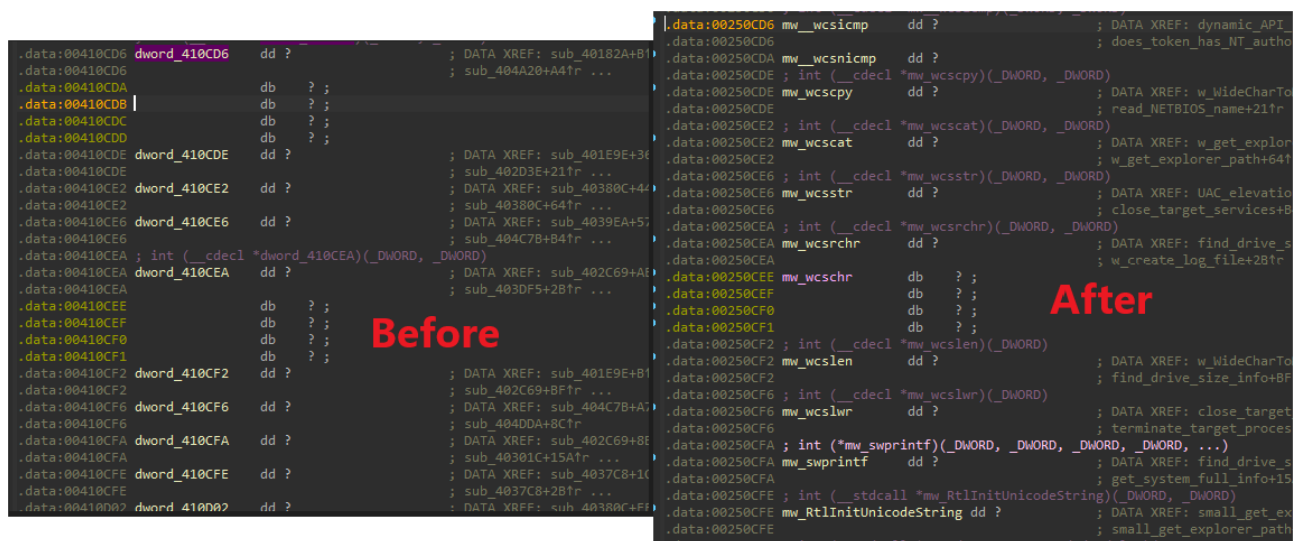 .data:00410CD6 dword_410CD6 dd ? ; DATA XREF: sub_40182A+B1
.data:00410CD6 ; sub_404A20+A4↑r ...
.data:00410CDA db ? ;
.data:00410CDB db ? ;
.data:00410CDC db ? ;
.data:00410CDD db ? ;
.data:00410CDE dword_410CDE dd ? ; DATA XREF: sub_401E9E+36
.data:00410CDE ; sub_402D3E+21↑r ...
.data:00410CE2 dword_410CE2 dd ? ; DATA XREF: sub_40380C+44
.data:00410CE2 ; sub_40380C+64↑r ...
.data:00410CE6 dword_410CE6 dd ? ; DATA XREF: sub_4039EA+57
.data:00410CE6 ; sub_404C7B+B4↑r ...
.data:00410CEA ; int (__cdecl *dword_410CEA)(_DWORD, _DWORD)
.data:00410CEA dword_410CEA dd ? ; DATA XREF: sub_402C69+AE
.data:00410CEA ; sub_403DF5+2B↑r ...
.data:00410CEE db ? ;
.data:00410CEF db ? ;
.data:00410CF0 db ? ;
.data:00410CF1 db ? ;
.data:00410CF2 dword_410CF2 dd ? ; DATA XREF: sub_401E9E+B1
.data:00410CF2 ; sub_402C69+BF↑r ...
.data:00410CF6 dword_410CF6 dd ? ; DATA XREF: sub_404C7B+A7
.data:00410CF6 ; sub_404DDA+8C↑r
.data:00410CFA dword_410CFA dd ? ; DATA XREF: sub_402C69+8E
.data:00410CFA ; sub_40301C+15A↑r ...
.data:00410CFE dword_410CFE dd ? ; DATA XREF: sub_4037C8+1C
.data:00410CFE ; sub_4037C8+2B↑r ...
.data:00410D02 dword_410D02 dd ? ; DATA XREF: sub_40380C+EF
Before
.data:00250CD6 mw__wcsicmp dd ? ; DATA XREF: dynamic_API_
.data:00250CD6 ; does_token_has_NT_autho
.data:00250CDA mw__wcsnicmp dd ?
.data:00250CDE ; int (__cdecl *mw_wcscpy)(_DWORD, _DWORD)
.data:00250CDE mw_wcscpy dd ? ; DATA XREF: w_WideCharTo
.data:00250CDE ; read_NETBIOS_name+21↑r
.data:00250CE2 ; int (__cdecl *mw_wcscat)(_DWORD, _DWORD)
.data:00250CE2 mw_wcscat dd ? ; DATA XREF: w_get_explor
.data:00250CE2 ; w_get_explorer_path+64↑
.data:00250CE6 ; int (__cdecl *mw_wcsstr)(_DWORD, _DWORD)
.data:00250CE6 mw_wcsstr dd ? ; DATA XREF: UAC_elevatio
.data:00250CE6 ; close_target_services+B
.data:00250CEA ; int (__cdecl *mw_wcsrchr)(_DWORD, _DWORD)
.data:00250CEA mw_wcsrchr dd ? ; DATA XREF: find_drive_s
.data:00250CEA ; w_create_log_file+2B↑r
.data:00250CEE mw_wcschr db ? ;
.data:00250CEF db ? ;
.data:00250CF0 db ? ;
.data:00250CF1 db ? ;
.data:00250CF2 ; int (__cdecl *mw_wcslen)(_DWORD)
.data:00250CF2 mw_wcslen dd ? ; DATA XREF: w_WideCharTo
.data:00250CF2 ; find_drive_size_info+BF
.data:00250CF6 ; int (__cdecl *mw_wcslwr)(_DWORD)
.data:00250CF6 mw_wcslwr dd ? ; DATA XREF: close_target
.data:00250CF6 ; terminate_target_proces
.data:00250CFA ; int (*mw_swprintf)(_DWORD, _DWORD, _DWORD, _DWORD, ...)
.data:00250CFA mw_swprintf dd ? ; DATA XREF: find_drive_s
.data:00250CFA ; get_system_full_info+15
.data:00250CFE ; int (__stdcall *mw_RtlInitUnicodeString)(_DWORD, _DWORD)
.data:00250CFE mw_RtlInitUnicodeString dd ? ; DATA XREF: small_get_ex
.data:00250CFE ; small_get_explorer_path
After